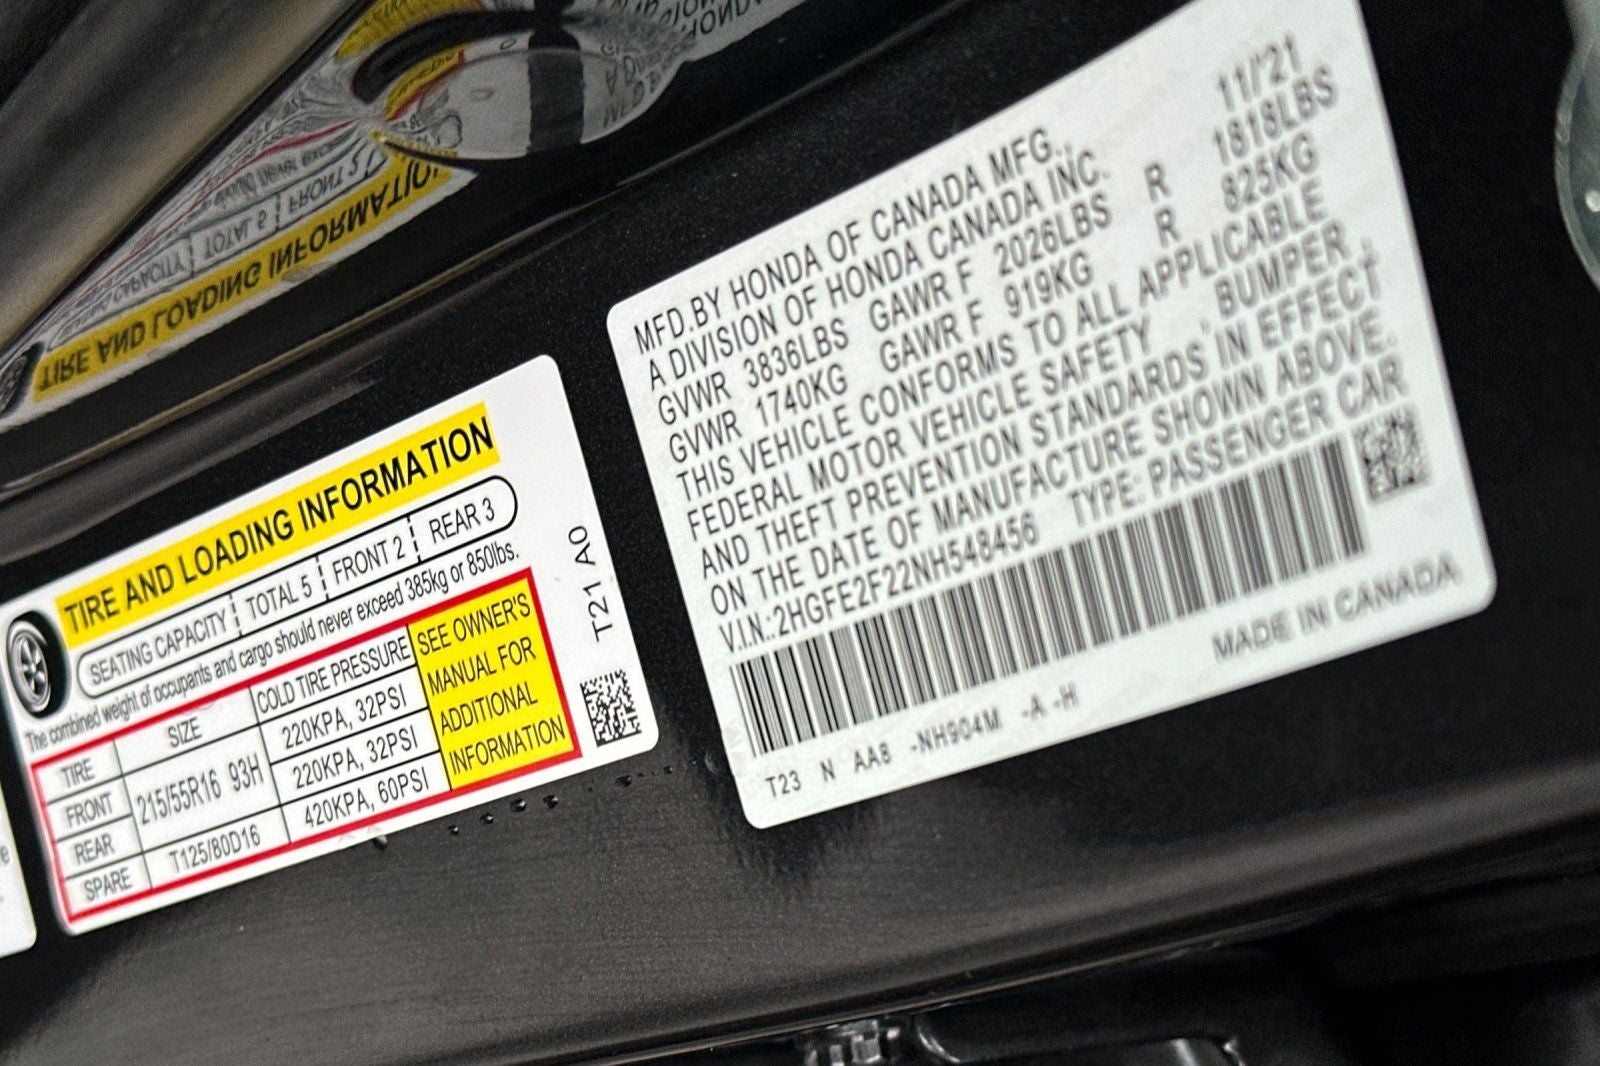 TIRE AND LOADING INFORMATION
SEATING CAPACITY TOTAL 5 FRONT 2 REAR 3
The combined weight of occupants and cargo should never exceed 385kg or 850lbs.
TIRE SIZE COLD TIRE PRESSURE
FRONT 215/55R16 93H 220KPA, 32PSI
REAR 220KPA, 32PSI
SPARE T125/80D16 420KPA, 60PSI
SEE OWNER'S
MANUAL FOR
ADDITIONAL
INFORMATION
T21 A0
MFD.BY HONDA OF CANADA MFG., 11/'21
A DIVISION OF HONDA CANADA INC.
GVWR 3836LBS GAWR F 2026LBS R 1818LBS
GVWR 1740KG GAWR F 919KG R 825KG
THIS VEHICLE CONFORMS TO ALL APPLICABLE
FEDERAL MOTOR VEHICLE SAFETY , BUMPER ,
AND THEFT PREVENTION STANDARDS IN EFFECT
ON THE DATE OF MANUFACTURE SHOWN ABOVE.
V.I.N.:2HGFE2F22NH548456 TYPE: PASSENGER CAR
T23 N AA8 -NH904M -A -H
MADE IN CANADA